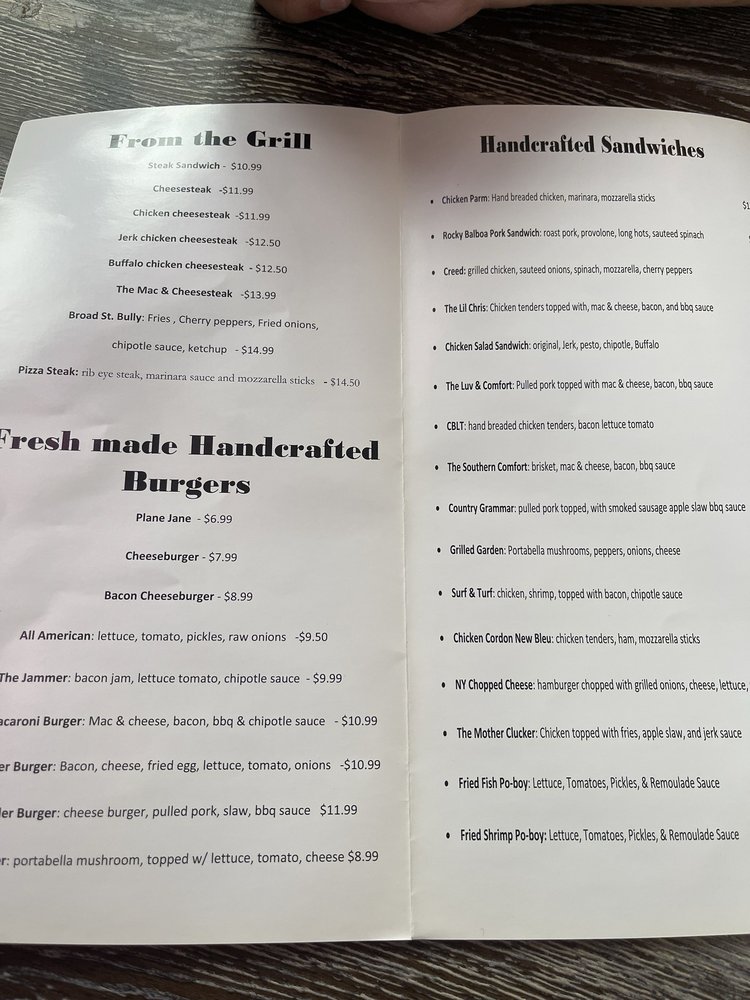 From the Grill
Steak Sandwich - $10.99
Cheesesteak -$11.99
Chicken cheesesteak -$11.99
Jerk chicken cheesesteak -$12.50
Buffalo chicken cheesesteak - $12.50
The Mac & Cheesesteak -$13.99
Broad St. Bully: Fries , Cherry peppers, Fried onions,
chipotle sauce, ketchup - $14.99
Pizza Steak: rib eye steak, marinara sauce and mozzarella sticks - $14.50
Fresh made Handcrafted
Burgers
Plane Jane - $6.99
Cheeseburger - $7.99
Bacon Cheeseburger - $8.99
All American: lettuce, tomato, pickles, raw onions -$9.50
The Jammer: bacon jam, lettuce tomato, chipotle sauce - $9.99
Burger: Mac & cheese, bacon, bbq & chipotle sauce - $10.99
Burger: Bacon, cheese, fried egg, lettuce, tomato, onions -$10.99
Burger: cheese burger, pulled pork, slaw, bbq sauce $11.99
portabella mushroom, topped w/ lettuce, tomato, cheese $8.99
Handcrafted Sandwiches
• Chicken Parm: Hand breaded chicken, marinara, mozzarella sticks
• Rocky Balboa Pork Sandwich: roast pork, provolone, long hots, sauteed spinach
• Creed: grilled chicken, sauteed onions, spinach, mozzarella, cherry peppers
• The Lil Chris: Chicken tenders topped with, mac & cheese, bacon, and bbq sauce
• Chicken Salad Sandwich: original, Jerk, pesto, chipotle, Buffalo
• The Luv & Comfort: Pulled pork topped with mac & cheese, bacon, bbq sauce
• CBLT: hand breaded chicken tenders, bacon lettuce tomato
• The Southern Comfort: brisket, mac & cheese, bacon, bbq sauce
• Country Grammar: pulled pork topped, with smoked sausage apple slaw bbq sauce
• Grilled Garden: Portabella mushrooms, peppers, onions, cheese
• Surf & Turf: chicken, shrimp, topped with bacon, chipotle sauce
• Chicken Cordon New Bleu: chicken tenders, ham, mozzarella sticks
• NY Chopped Cheese: hamburger chopped with grilled onions, cheese, lettuce,
• The Mother Clucker: Chicken topped with fries, apple slaw, and jerk sauce
• Fried Fish Po-boy: Lettuce, Tomatoes, Pickles, & Remoulade Sauce
• Fried Shrimp Po-boy: Lettuce, Tomatoes, Pickles, & Remoulade Sauce